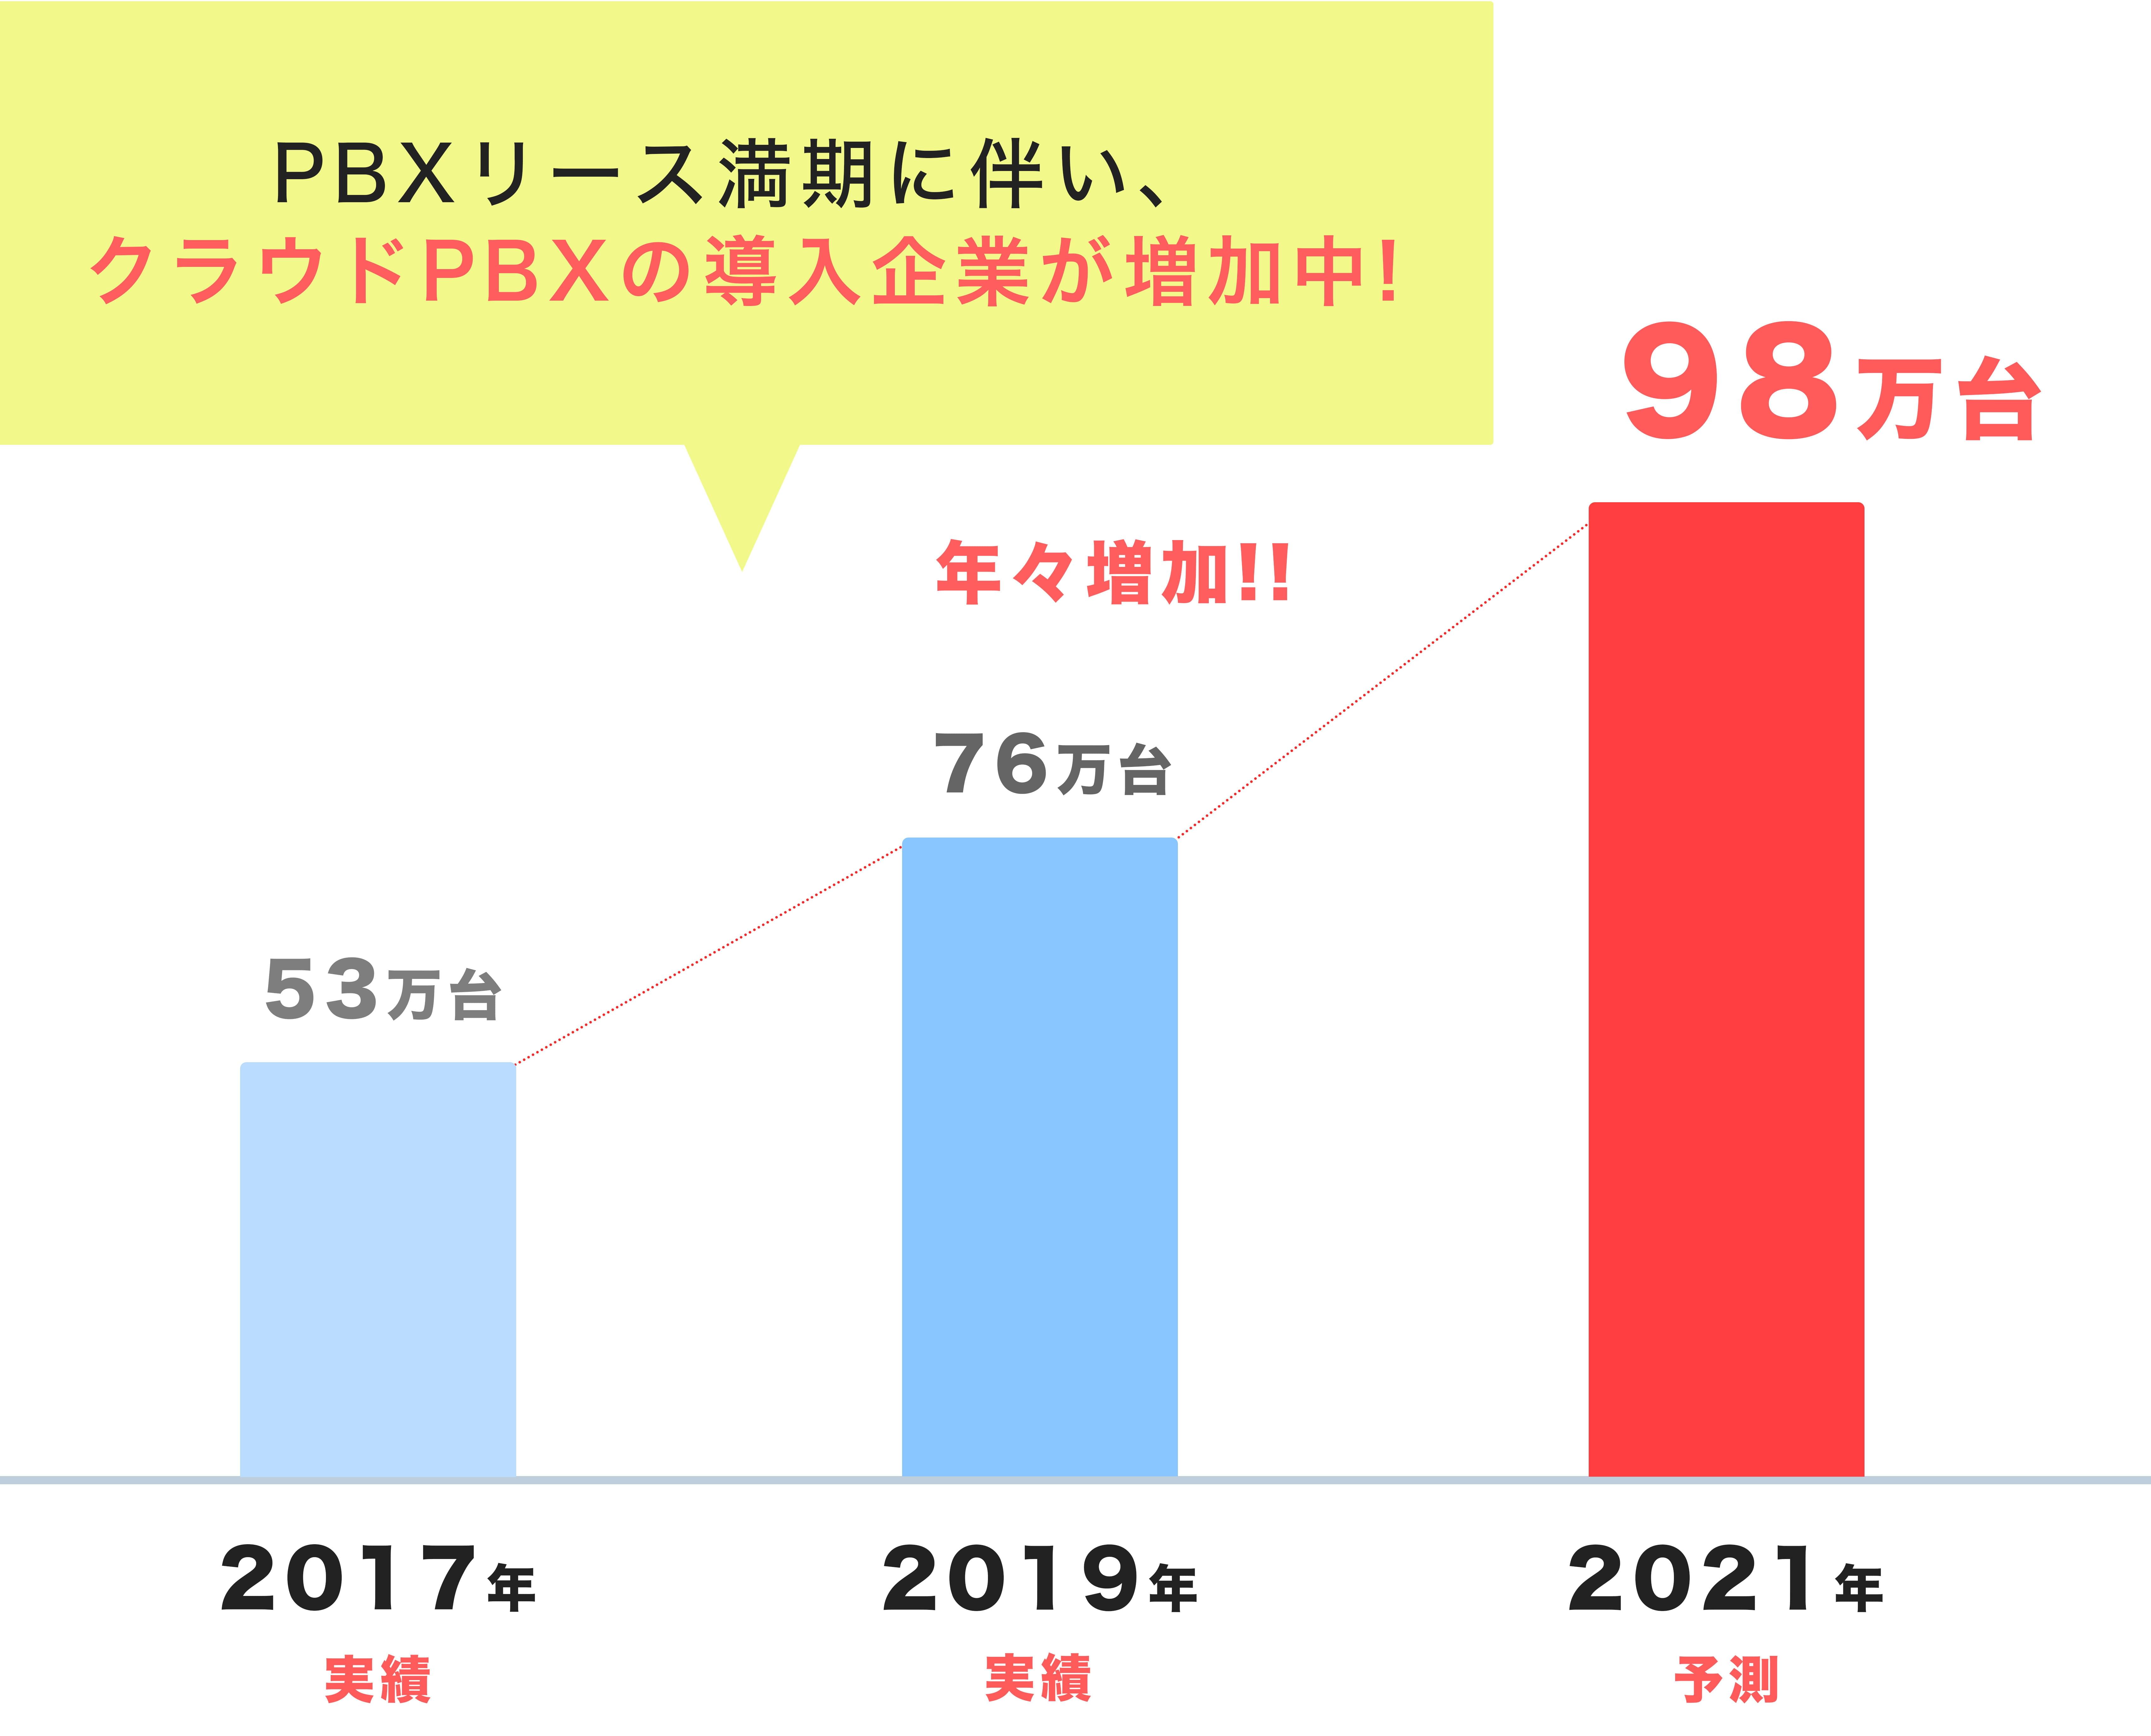 PBXリース満期に伴い、
クラウドPBXの導入企業が増加中!
98万台
年々増加!!
76万台
53万台
2017年
2019年
2021年
実績
実績
予測